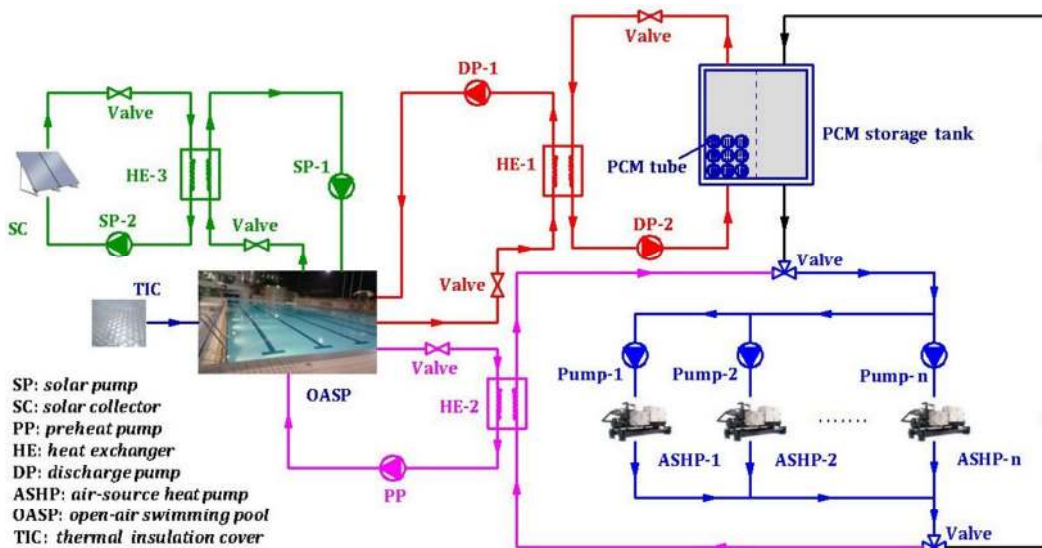 Valve
DP-1
Valve
HE-3
SP-1
HE-1
PCM tube
PCM storage tank
SC
SP-2
Valve
DP-2
Valve
Valve
TIC
Valve
OASP
HE-2
PP
Pump-1
Pump-2
Pump-n
ASHP-1
ASHP-2
ASHP-n
Valve
SP: solar pump
SC: solar collector
PP: preheat pump
HE: heat exchanger
DP: discharge pump
ASHP: air-source heat pump
OASP: open-air swimming pool
TIC: thermal insulation cover